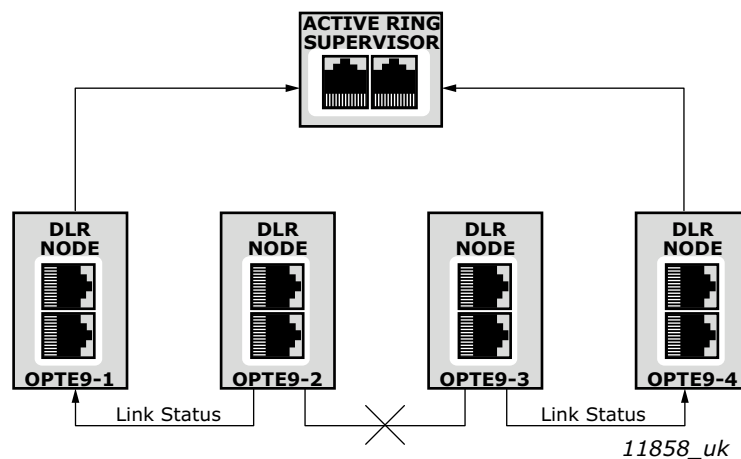 ACTIVE RING
SUPERVISOR
DLR
NODE
OPTE9-1
DLR
NODE
OPTE9-2
DLR
NODE
OPTE9-3
DLR
NODE
OPTE9-4
Link Status
Link Status
11858_uk